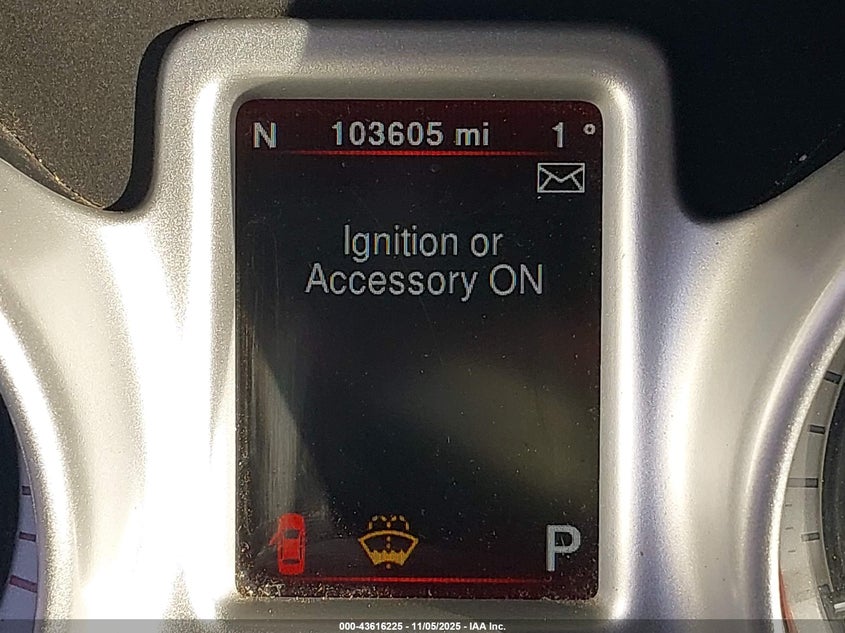 N 103605 mi 1 °
Ignition or
Accessory ON
P
000-43616225 - 11/05/2025 - IAA Inc.